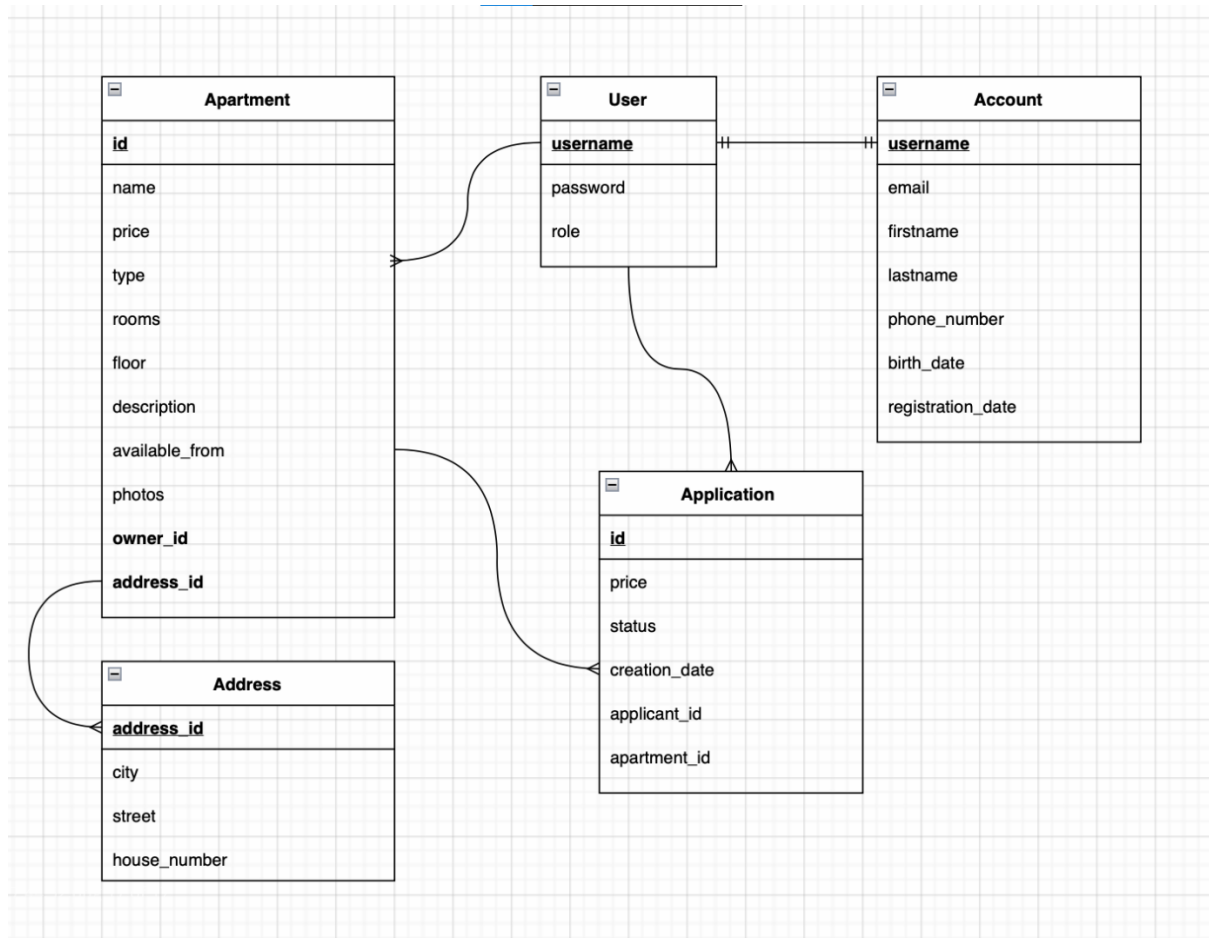 Apartment
id
name
price
type
rooms
floor
description
available_from
photos
owner_id
address_id
User
username
password
role
Account
username
email
firstname
lastname
phone_number
birth_date
registration_date
Application
id
price
status
creation_date
applicant_id
apartment_id
Address
address_id
city
street
house_number